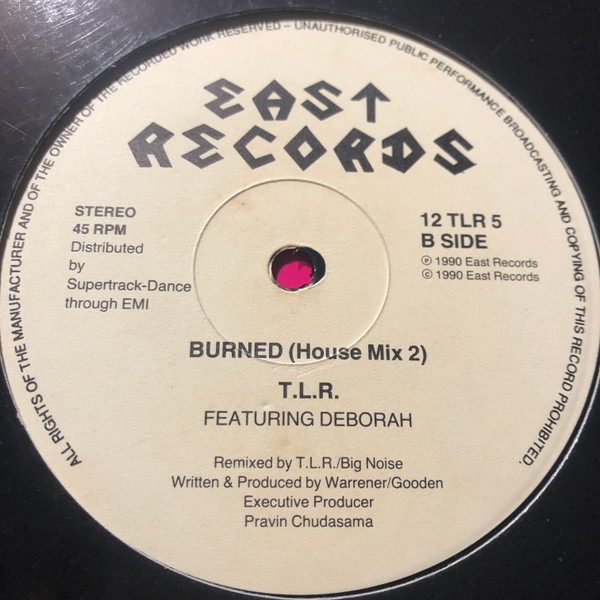 ALL RIGHTS OF THE MANUFACTURER AND OF THE OWNER OF THE RECORDED WORK RESERVED – UNAUTHORISED PUBLIC PERFORMANCE BROADCASTING AND COPYING OF THIS RECORD PROHIBITED.
EAST
RECORDS
STEREO
45 RPM
Distributed
by
Supertrack-Dance
through EMI
12 TLR 5
B SIDE
℗ 1990 East Records
© 1990 East Records
BURNED (House Mix 2)
T.L.R.
FEATURING DEBORAH
Remixed by T.L.R./Big Noise
Written & Produced by Warrener/Gooden
Executive Producer
Pravin Chudasama